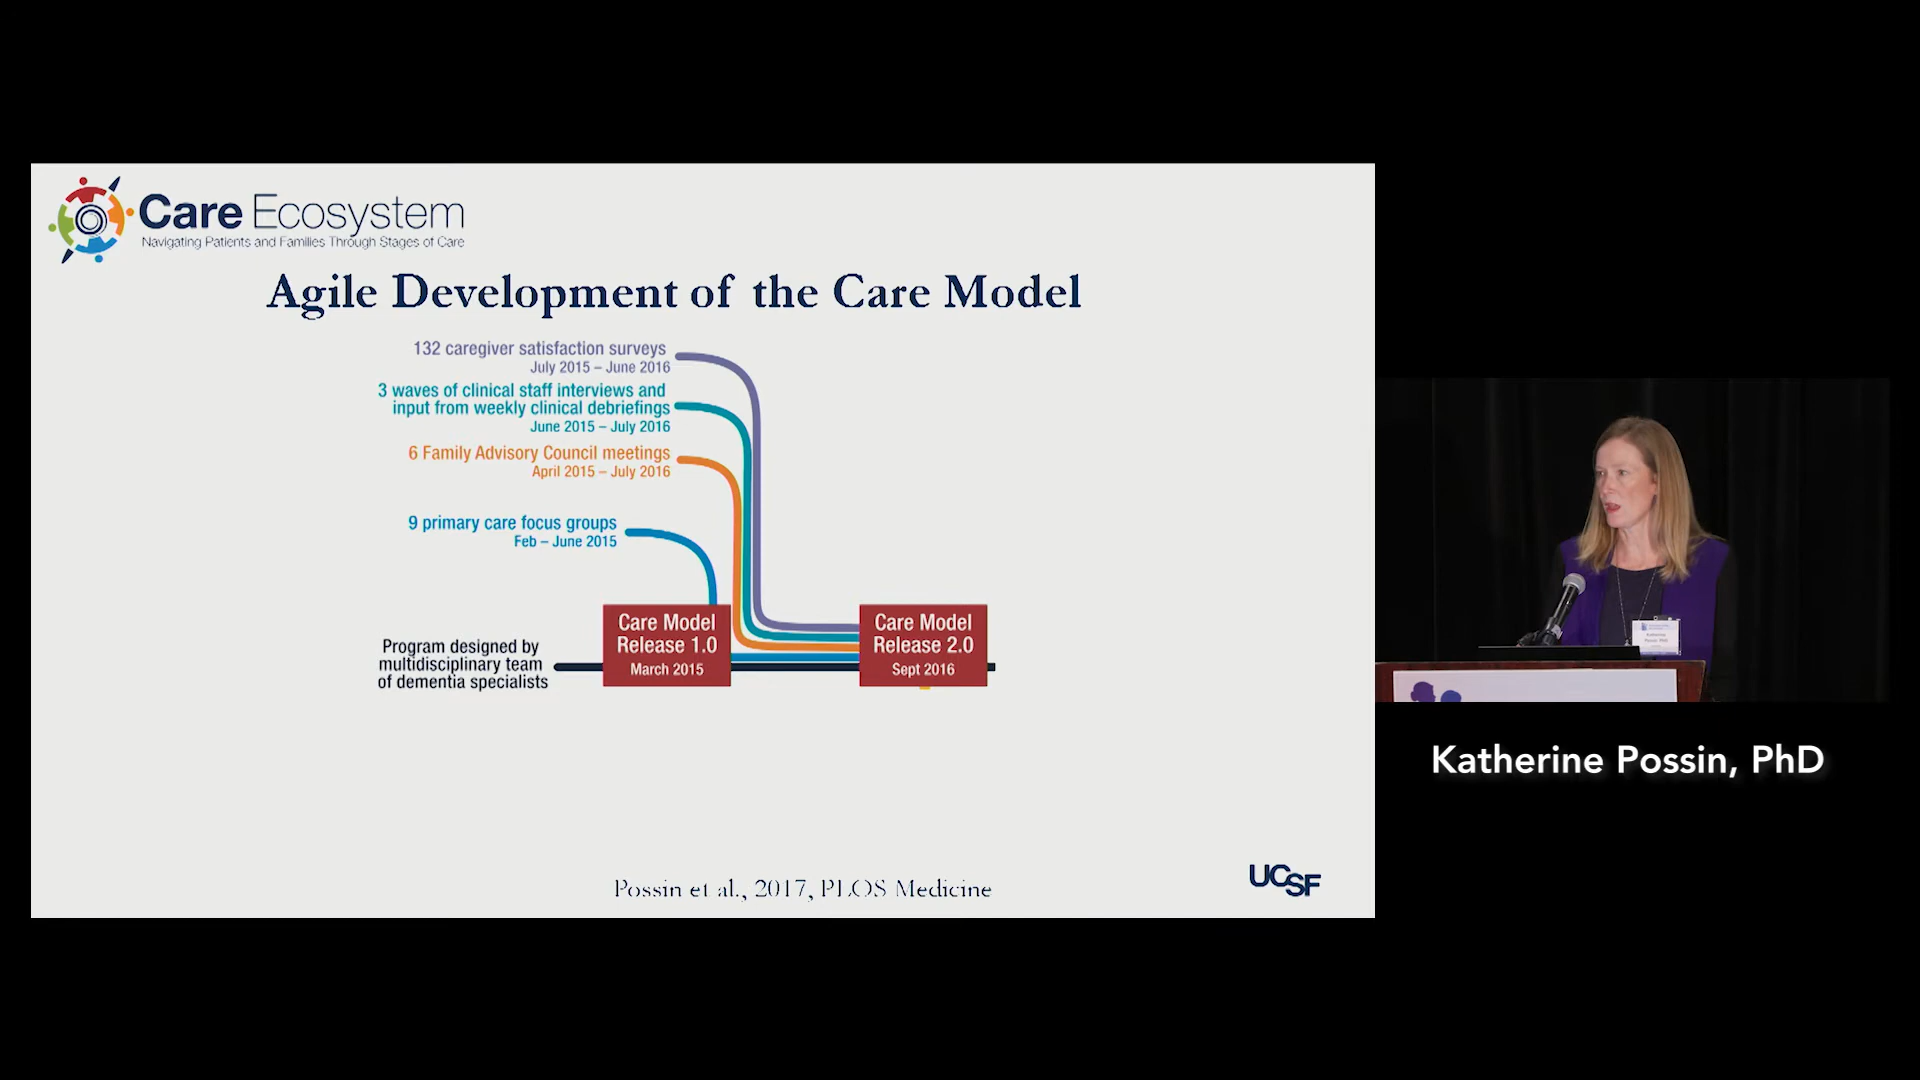 Care Ecosystem
Navigating Patients and Families Through Stages of Care
Agile Development of the Care Model
132 caregiver satisfaction surveys
July 2015 – June 2016
3 waves of clinical staff interviews and
input from weekly clinical debriefings
June 2015 – July 2016
6 Family Advisory Council meetings
April 2015 – July 2016
9 primary care focus groups
Feb – June 2015
Program designed by
multidisciplinary team
of dementia specialists
Care Model
Release 1.0
March 2015
Care Model
Release 2.0
Sept 2016
Possin et al., 2017, PLOS Medicine
UCSF
Katherine
Possin, PhD
Katherine Possin, PhD